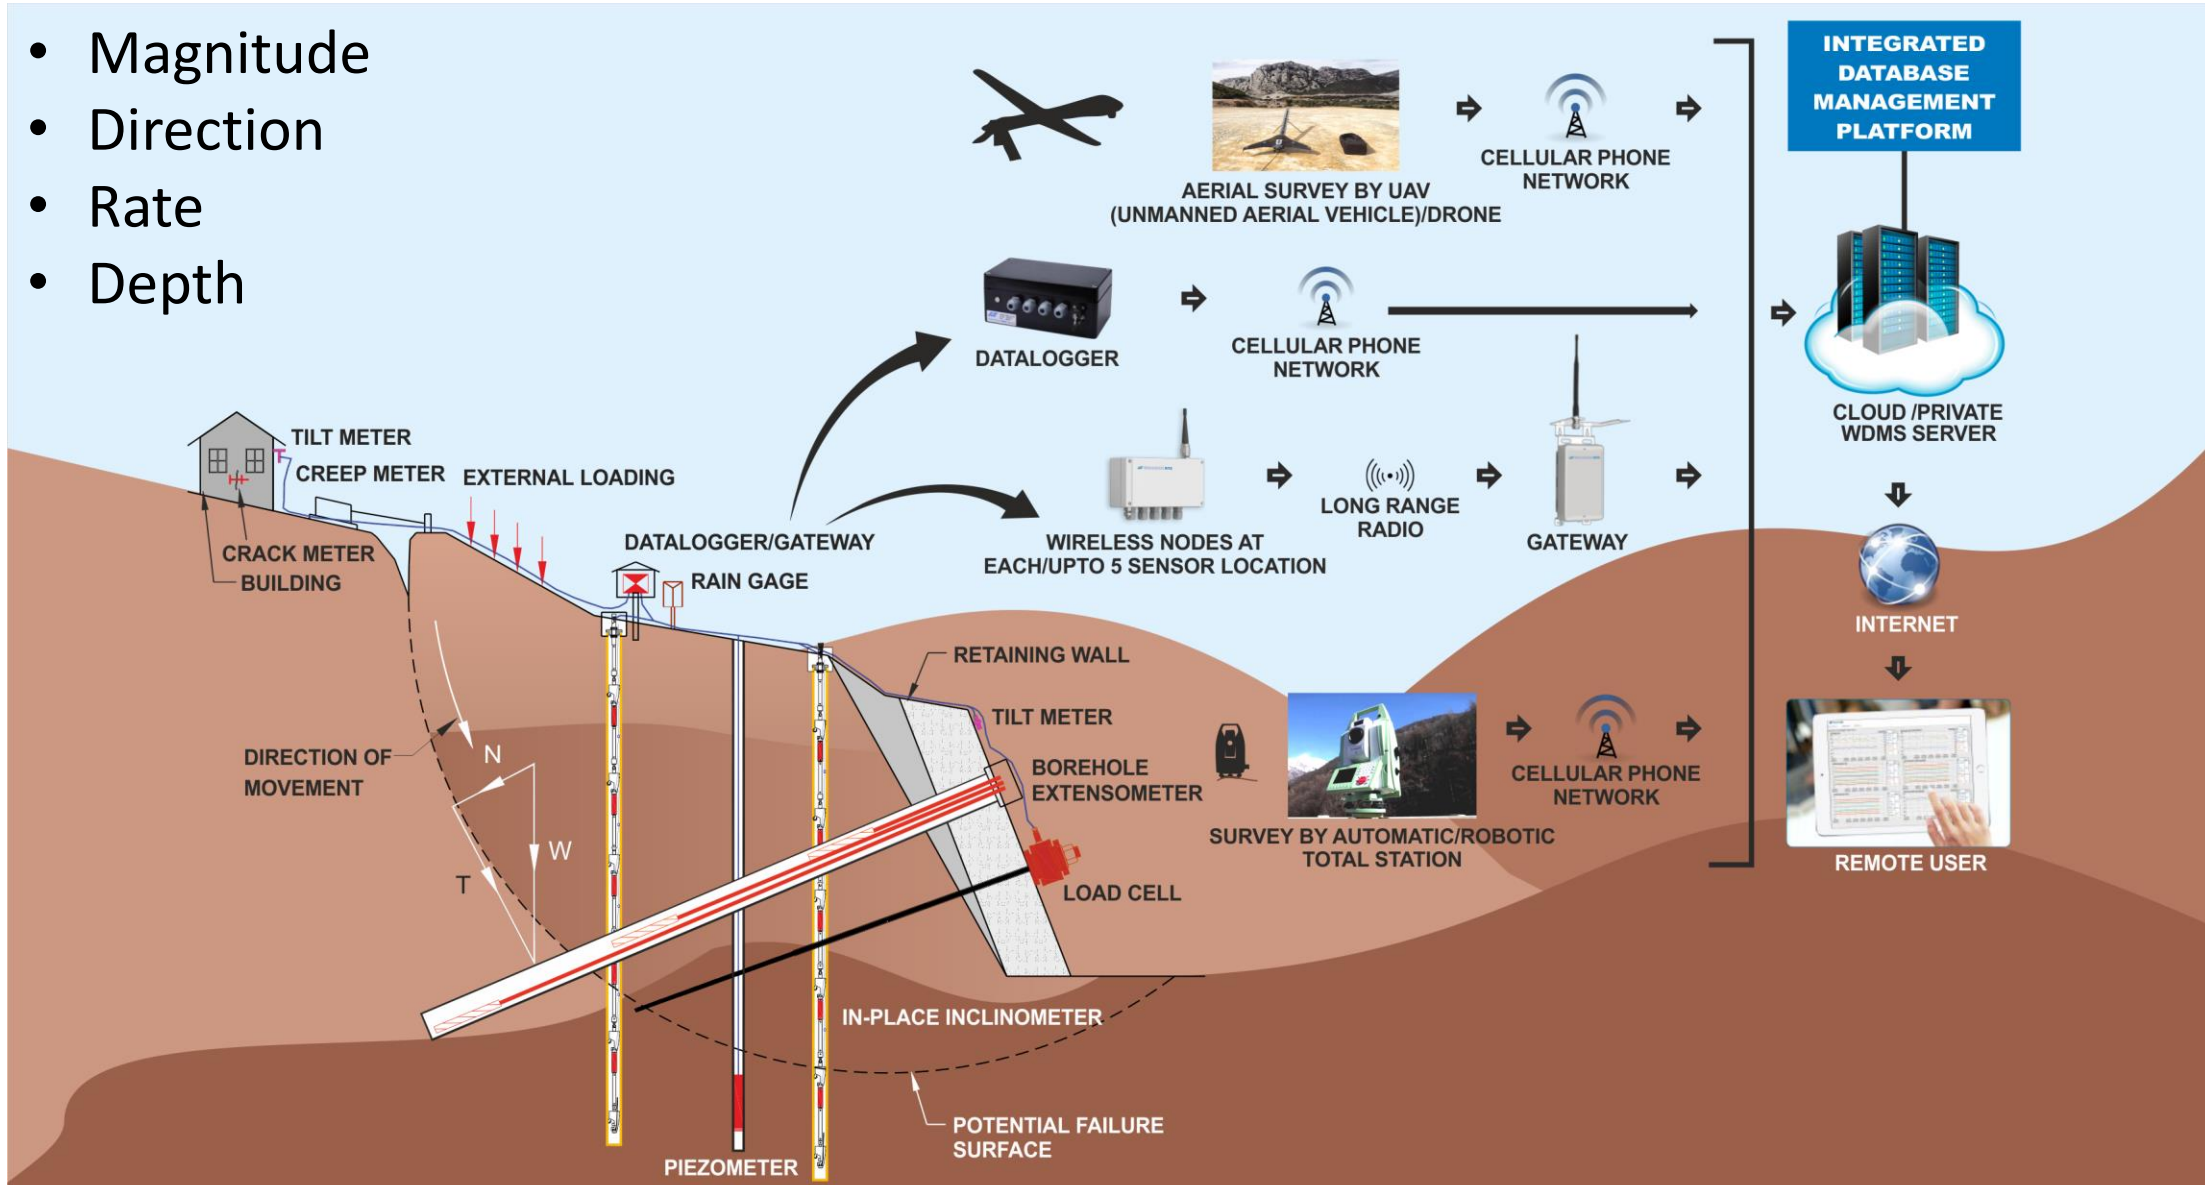 • Magnitude
• Direction
• Rate
• Depth
INTEGRATED
DATABASE
MANAGEMENT
PLATFORM
CELLULAR PHONE
NETWORK
AERIAL SURVEY BY UAV
(UNMANNED AERIAL VEHICLE)/DRONE
DATALOGGER
CELLULAR PHONE
NETWORK
CLOUD /PRIVATE
WDMS SERVER
TILT METER
CREEP METER
EXTERNAL LOADING
CRACK METER
BUILDING
DATALOGGER/GATEWAY
RAIN GAGE
WIRELESS NODES AT
EACH/UPTO 5 SENSOR LOCATION
LONG RANGE
RADIO
GATEWAY
INTERNET
RETAINING WALL
TILT METER
DIRECTION OF
MOVEMENT
N
W
T
BOREHOLE
EXTENSOMETER
LOAD CELL
SURVEY BY AUTOMATIC/ROBOTIC
TOTAL STATION
CELLULAR PHONE
NETWORK
REMOTE USER
IN-PLACE INCLINOMETER
POTENTIAL FAILURE
SURFACE
PIEZOMETER